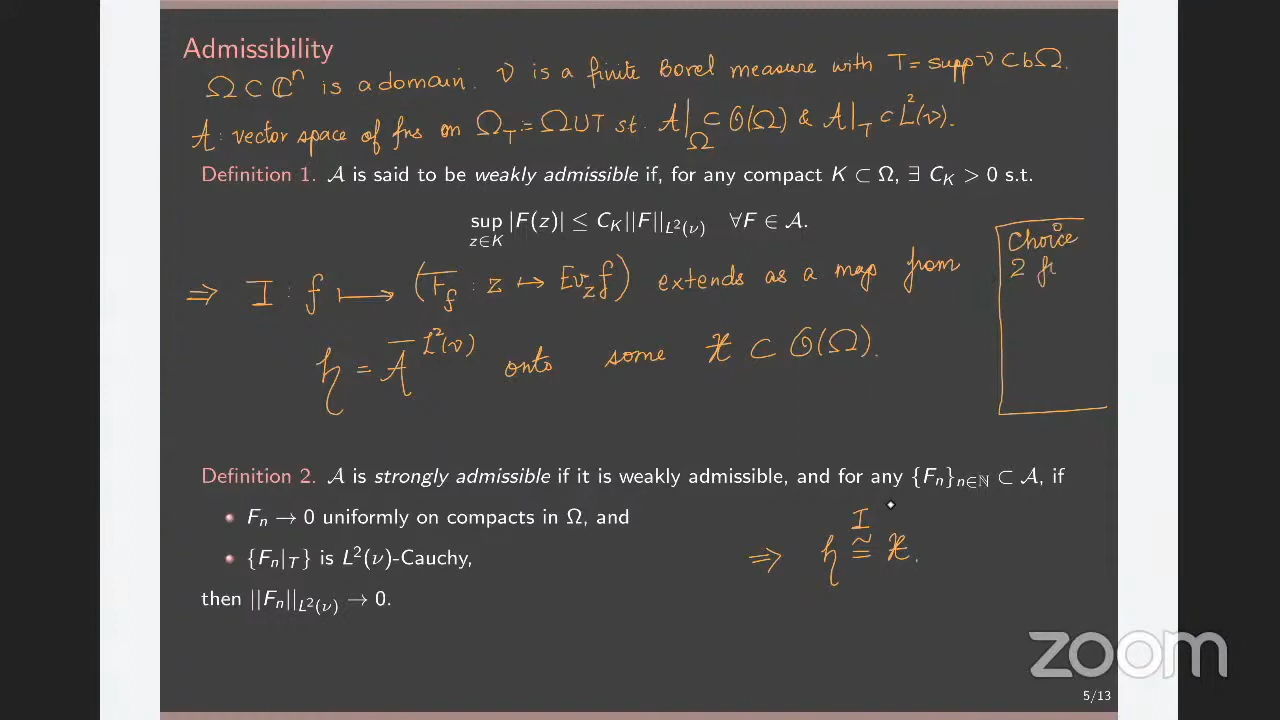 Admissibility
Ω ⊂ ℂⁿ is a domain. ν is a finite Borel measure with T = supp ν ⊂ bΩ.
𝒜 : vector space of fns on Ω_T := Ω ∪ T st. 𝒜|_Ω ⊂ 𝒪(Ω) & 𝒜|_T ⊂ L²(ν).
Definition 1. 𝒜 is said to be weakly admissible if, for any compact K ⊂ Ω, ∃ C_K > 0 s.t.
sup_{z∈K} |F(z)| ≤ C_K ||F||_{L²(ν)} ∀F ∈ 𝒜.
Choice
2 f
⇒ I : f ⟼ (F_f : z ↦ Ev_z f) extends as a map from
𝔥 = \overline{𝒜}^{L²(ν)} onto some ℋ ⊂ 𝒪(Ω).
Definition 2. 𝒜 is strongly admissible if it is weakly admissible, and for any {F_n}_{n∈ℕ} ⊂ 𝒜, if
• F_n → 0 uniformly on compacts in Ω, and
• {F_n|_T} is L²(ν)-Cauchy,
⇒ 𝔥 ≅^I ℋ.
then ||F_n||_{L²(ν)} → 0.
zoom
5/13